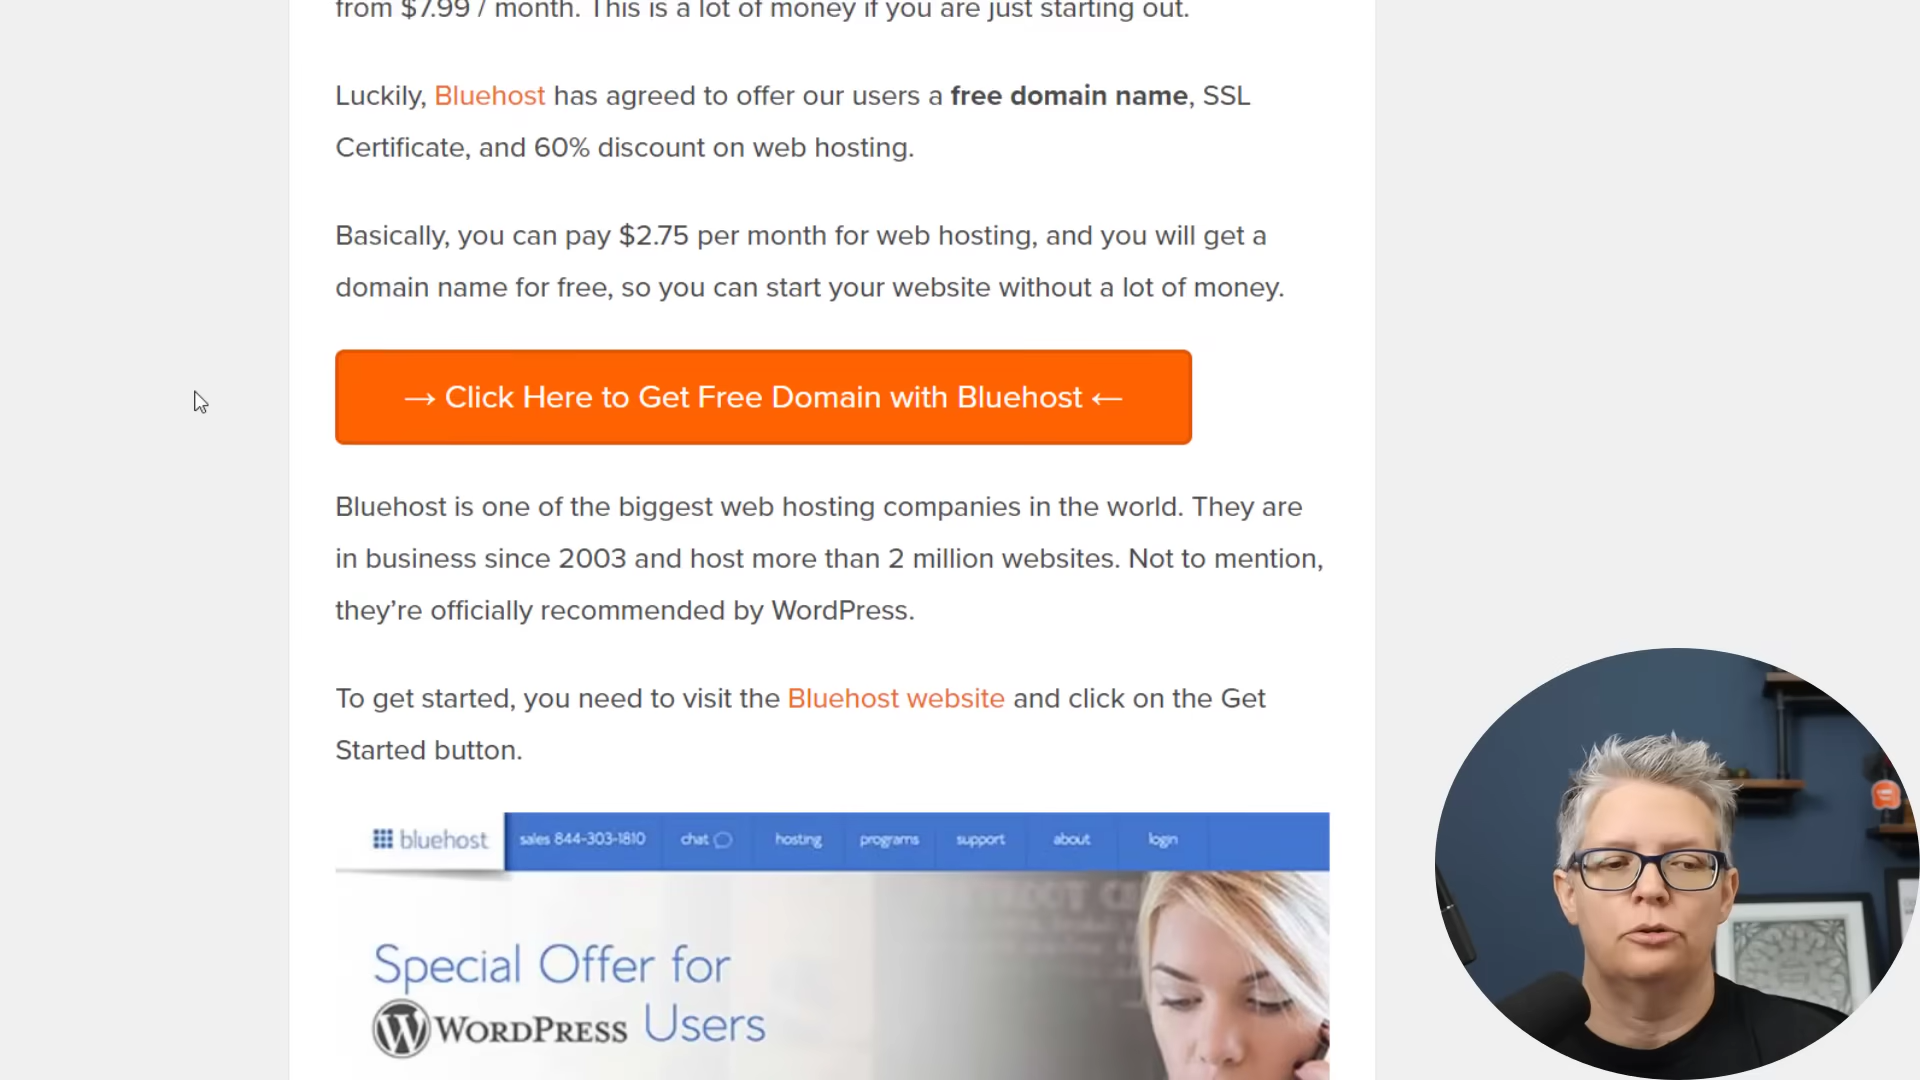 from $7.99 / month. This is a lot of money if you are just starting out.
Luckily, Bluehost has agreed to offer our users a free domain name, SSL
Certificate, and 60% discount on web hosting.
Basically, you can pay $2.75 per month for web hosting, and you will get a
domain name for free, so you can start your website without a lot of money.
→ Click Here to Get Free Domain with Bluehost ←
Bluehost is one of the biggest web hosting companies in the world. They are
in business since 2003 and host more than 2 million websites. Not to mention,
they’re officially recommended by WordPress.
To get started, you need to visit the Bluehost website and click on the Get
Started button.
bluehost sales 844-303-1810 chat hosting programs support about login
Special Offer for
WORDPRESS Users